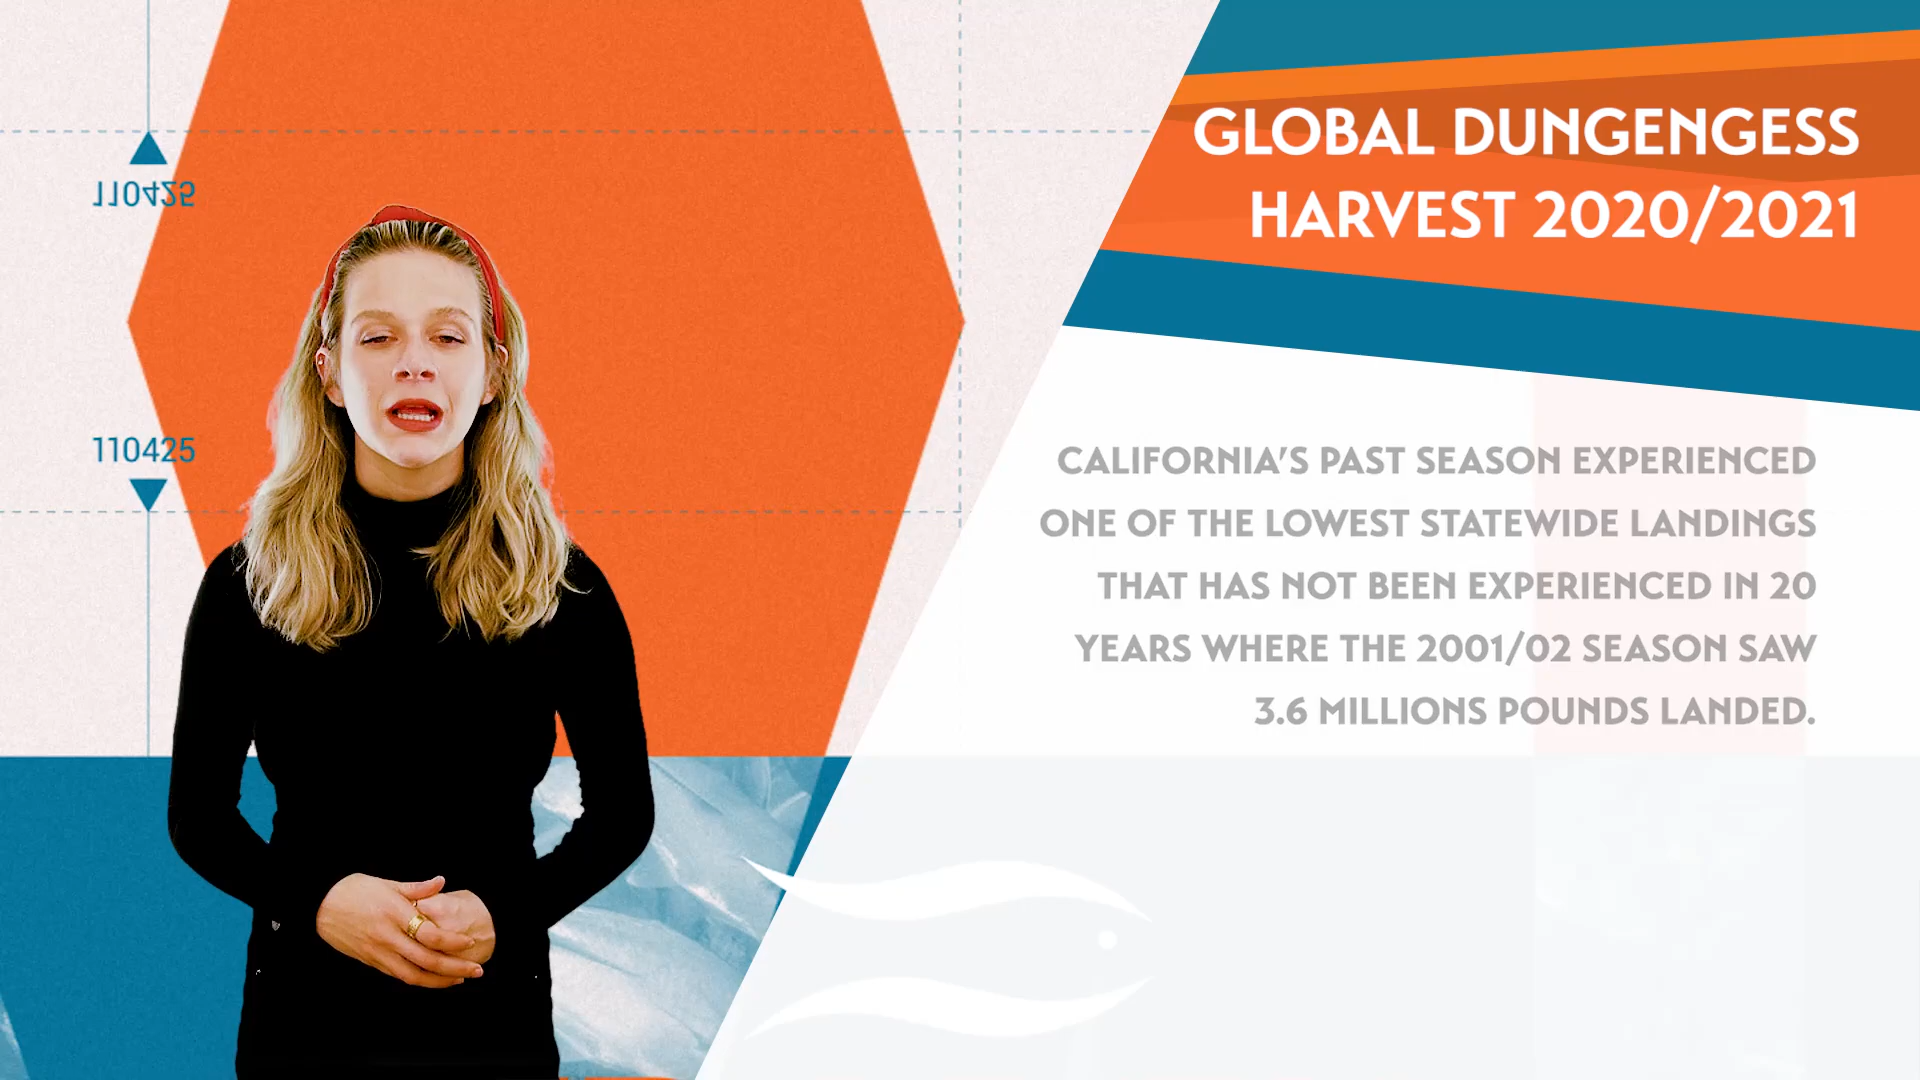 110425
110425
GLOBAL DUNGENGESS
HARVEST 2020/2021
CALIFORNIA'S PAST SEASON EXPERIENCED
ONE OF THE LOWEST STATEWIDE LANDINGS
THAT HAS NOT BEEN EXPERIENCED IN 20
YEARS WHERE THE 2001/02 SEASON SAW
3.6 MILLIONS POUNDS LANDED.